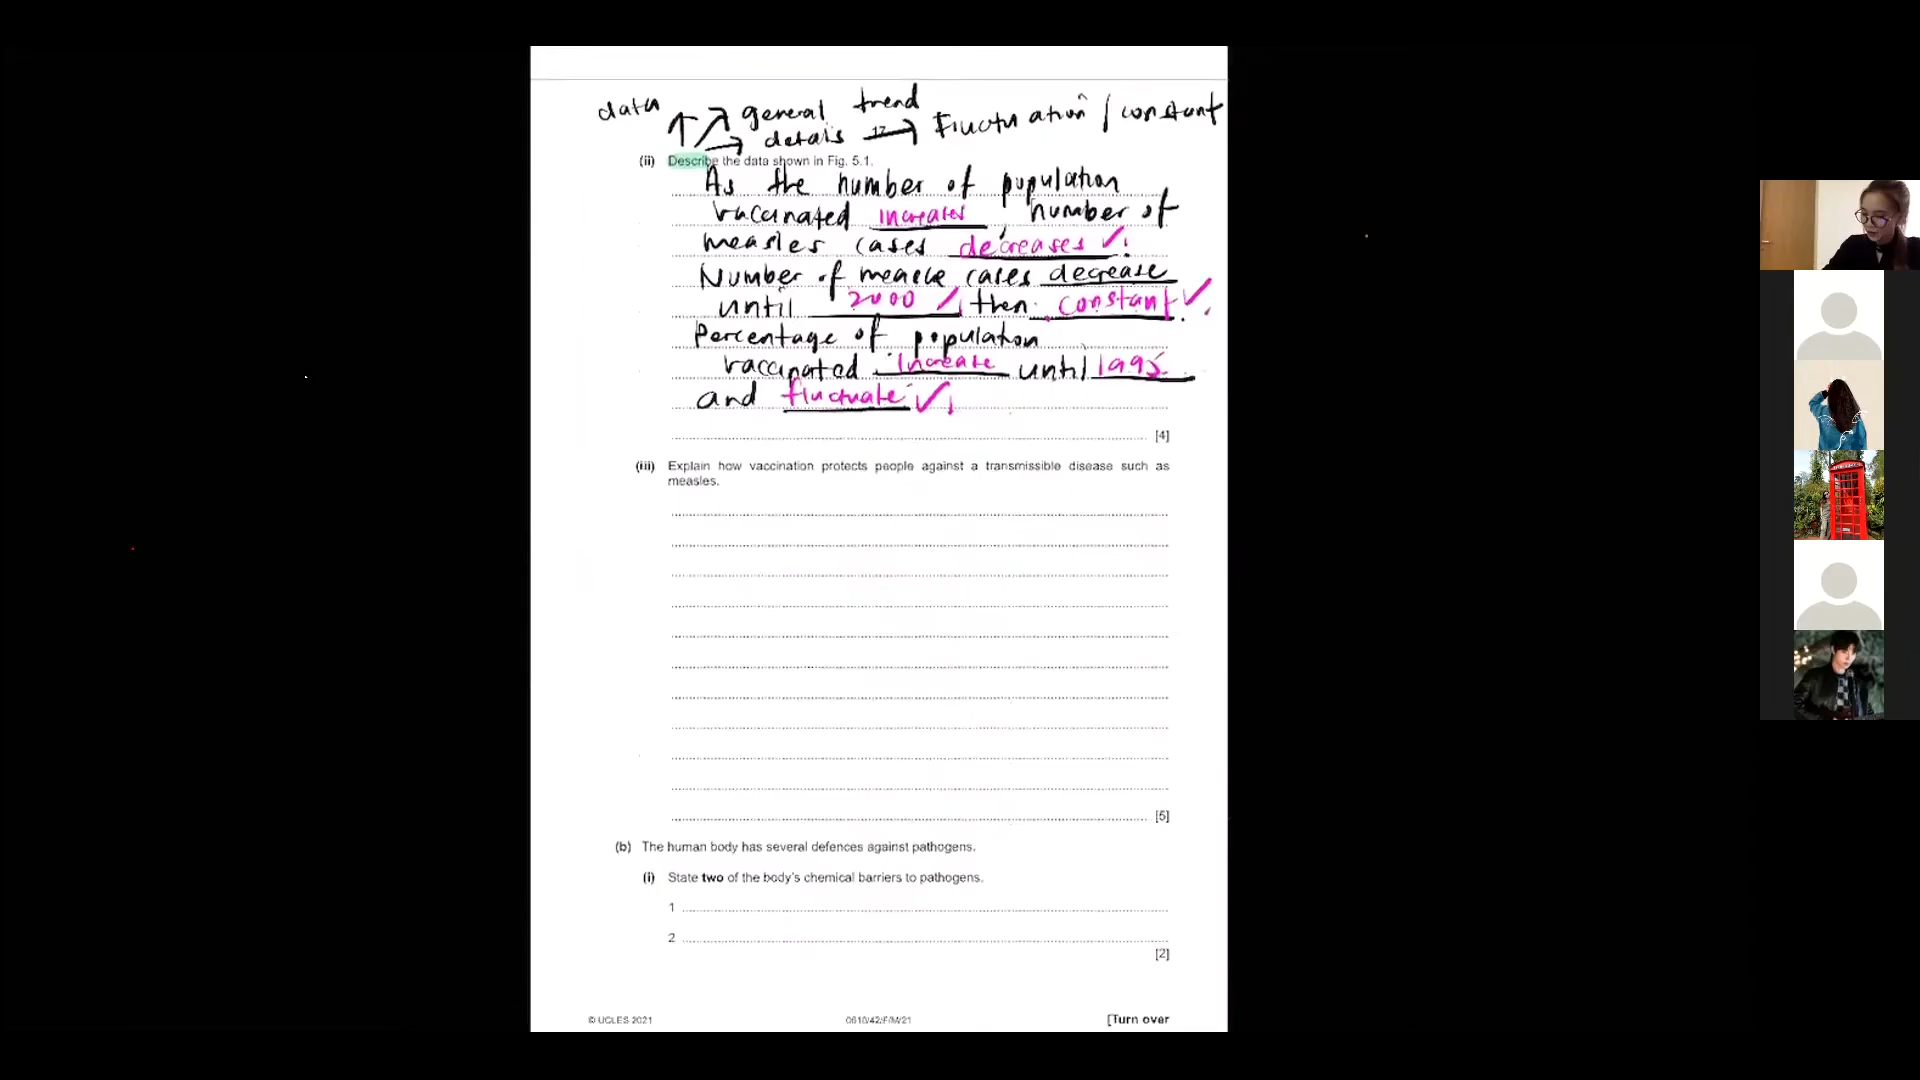 data general trend
details → Fluctuation / constant
(ii) Describe the data shown in Fig. 5.1.
As the number of population
vaccinated increases, number of
measles cases decreases ✓.
Number of measle cases decrease
until 2000 / then constant ✓.
Percentage of population
vaccinated increase until 1995
and fluctuate ✓
[4]
(iii) Explain how vaccination protects people against a transmissible disease such as
measles.
[5]
(b) The human body has several defences against pathogens.
(i) State two of the body's chemical barriers to pathogens.
1
2
[2]
© UCLES 2021 0610/42/F/M/21 [Turn over